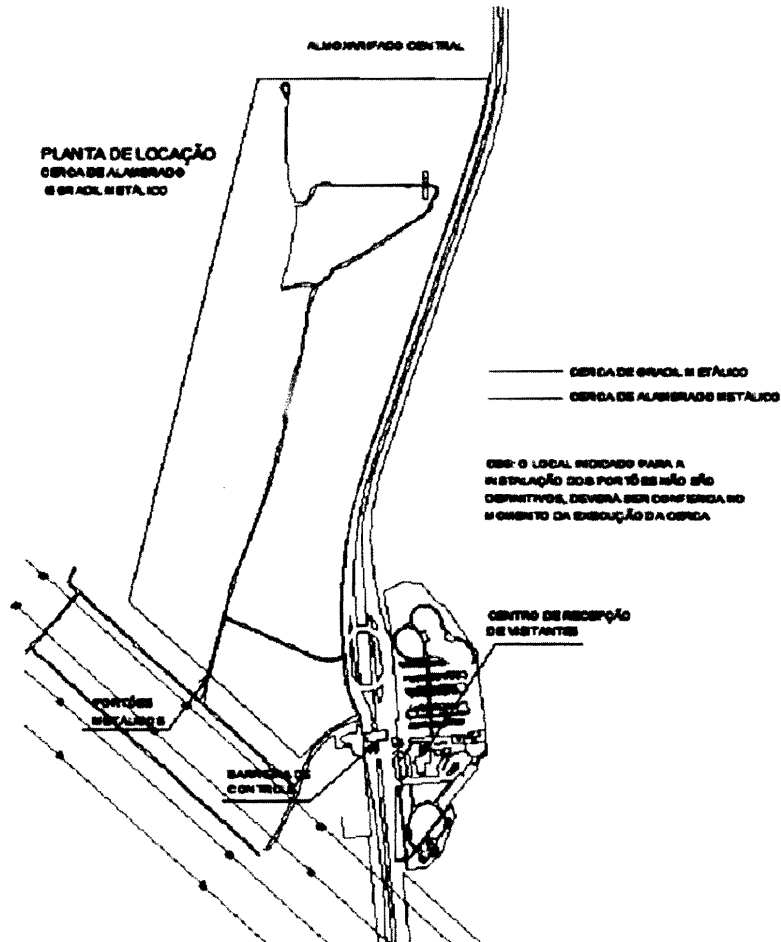 ALMOXARIFADO CENTRAL
PLANTA DE LOCAÇÃO
CERCA DE ALAMBRADO
E GRADIL METÁLICO
CERCA DE GRADIL METÁLICO
CERCA DE ALAMBRADO METÁLICO
OBS: O LOCAL INDICADO PARA A
INSTALAÇÃO DOS PORTÕES NÃO SÃO
DEFINITIVOS, DEVERÁ SER CONFERIDA NO
MOMENTO DA EXECUÇÃO DA CERCA
CENTRO DE RECEPÇÃO
DE VISITANTES
PORTÕES
METÁLICOS
BARREIRA DE
CONTROLE